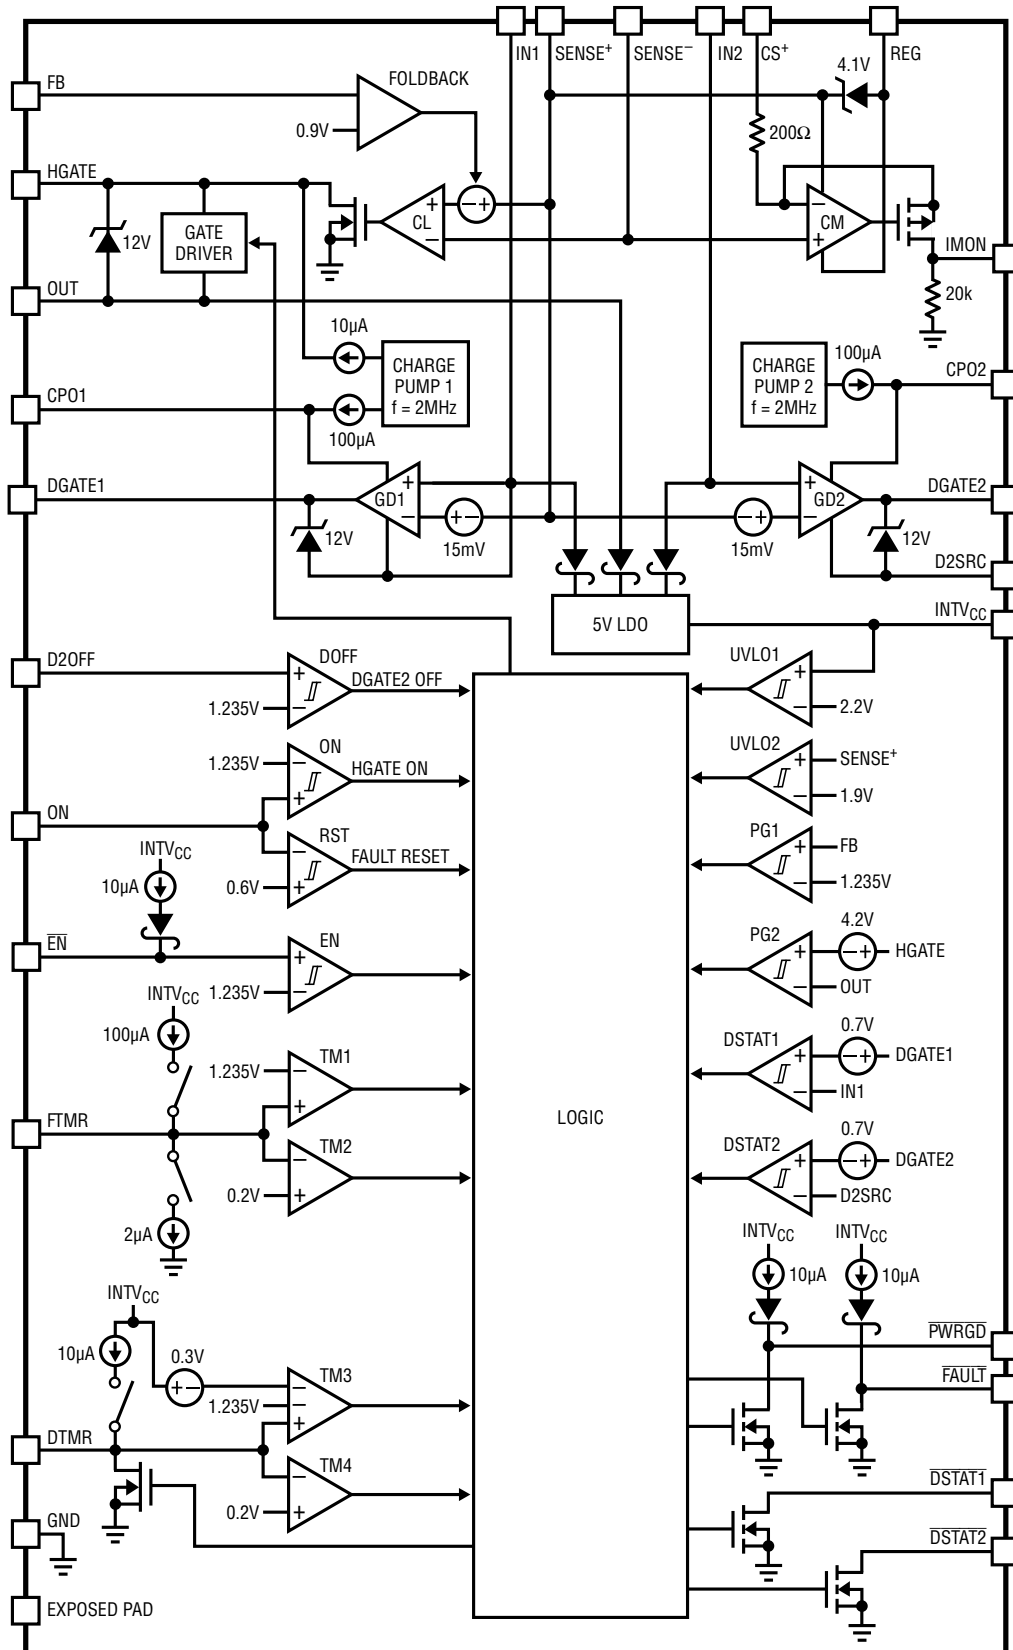 IN1
SENSE+
SENSE−
IN2
CS+
REG
FB
FOLDBACK
4.1V
0.9V
200Ω
HGATE
12V
GATE
DRIVER
+
−
CL
−+
−
+
CM
IMON
20k
OUT
10µA
CHARGE
PUMP 1
f = 2MHz
100µA
CHARGE
PUMP 2
f = 2MHz
100µA
CPO2
CPO1
DGATE1
GD1
+
−
+−
15mV
12V
−+
15mV
+
−
GD2
DGATE2
12V
D2SRC
5V LDO
INTVCC
D2OFF
DOFF
+
−
DGATE2 OFF
1.235V
UVLO1
+
−
2.2V
ON
1.235V
−
+
HGATE ON
UVLO2
+
−
SENSE+
1.9V
ON
RST
−
+
FAULT RESET
0.6V
PG1
+
−
FB
1.235V
INTVCC
10µA
EN
EN
+
−
1.235V
PG2
4.2V
+
−
−+
HGATE
OUT
INTVCC
100µA
TM1
1.235V
−
+
DSTAT1
0.7V
+
−
−+
DGATE1
IN1
LOGIC
FTMR
TM2
−
+
0.2V
2µA
DSTAT2
0.7V
+
−
−+
DGATE2
D2SRC
INTVCC
10µA
INTVCC
10µA
PWRGD
FAULT
INTVCC
10µA
0.3V
+−
TM3
−
−
+
1.235V
DTMR
TM4
−
+
0.2V
DSTAT1
GND
DSTAT2
EXPOSED PAD